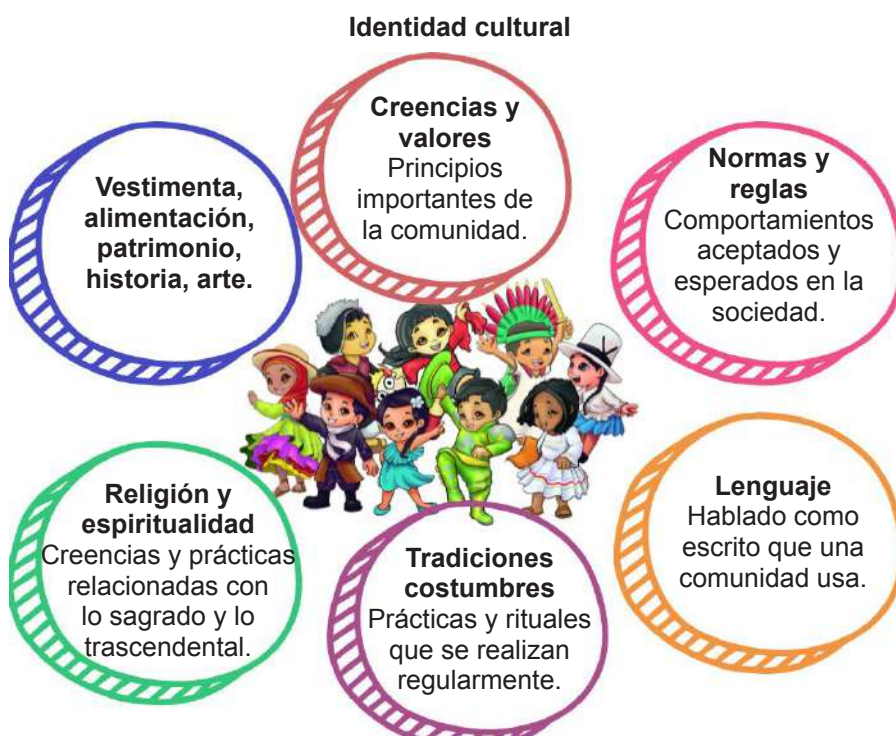 Identidad cultural
Creencias y
valores
Principios
importantes de
la comunidad.
Vestimenta,
alimentación,
patrimonio,
historia, arte.
Normas y
reglas
Comportamientos
aceptados y
esperados en la
sociedad.
Religión y
espiritualidad
Creencias y prácticas
relacionadas con
lo sagrado y lo
trascendental.
Tradiciones
costumbres
Prácticas y rituales
que se realizan
regularmente.
Lenguaje
Hablado como
escrito que una
comunidad usa.